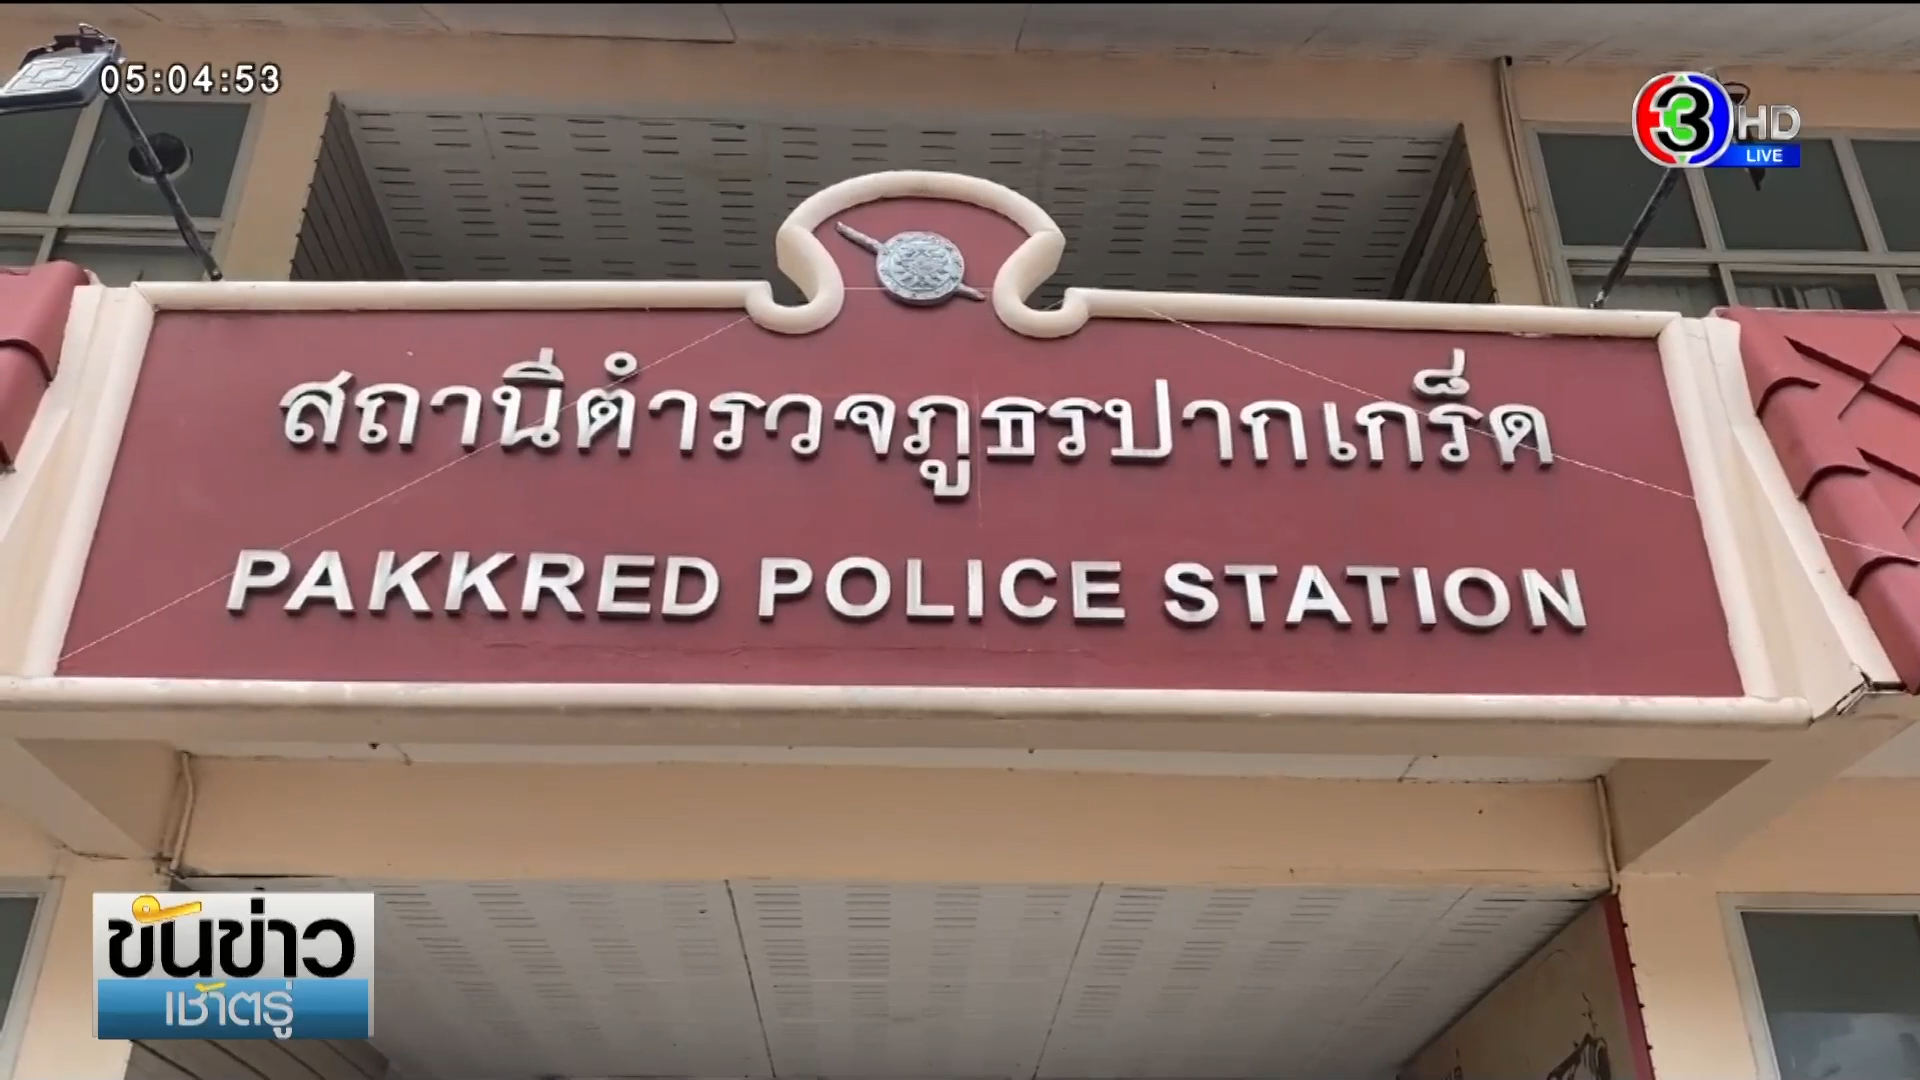 05:04:53
3 HD
LIVE
สถานีตำรวจภูธรปากเกร็ด
PAKKRED POLICE STATION
ขันข่าว
เช้าตรู่